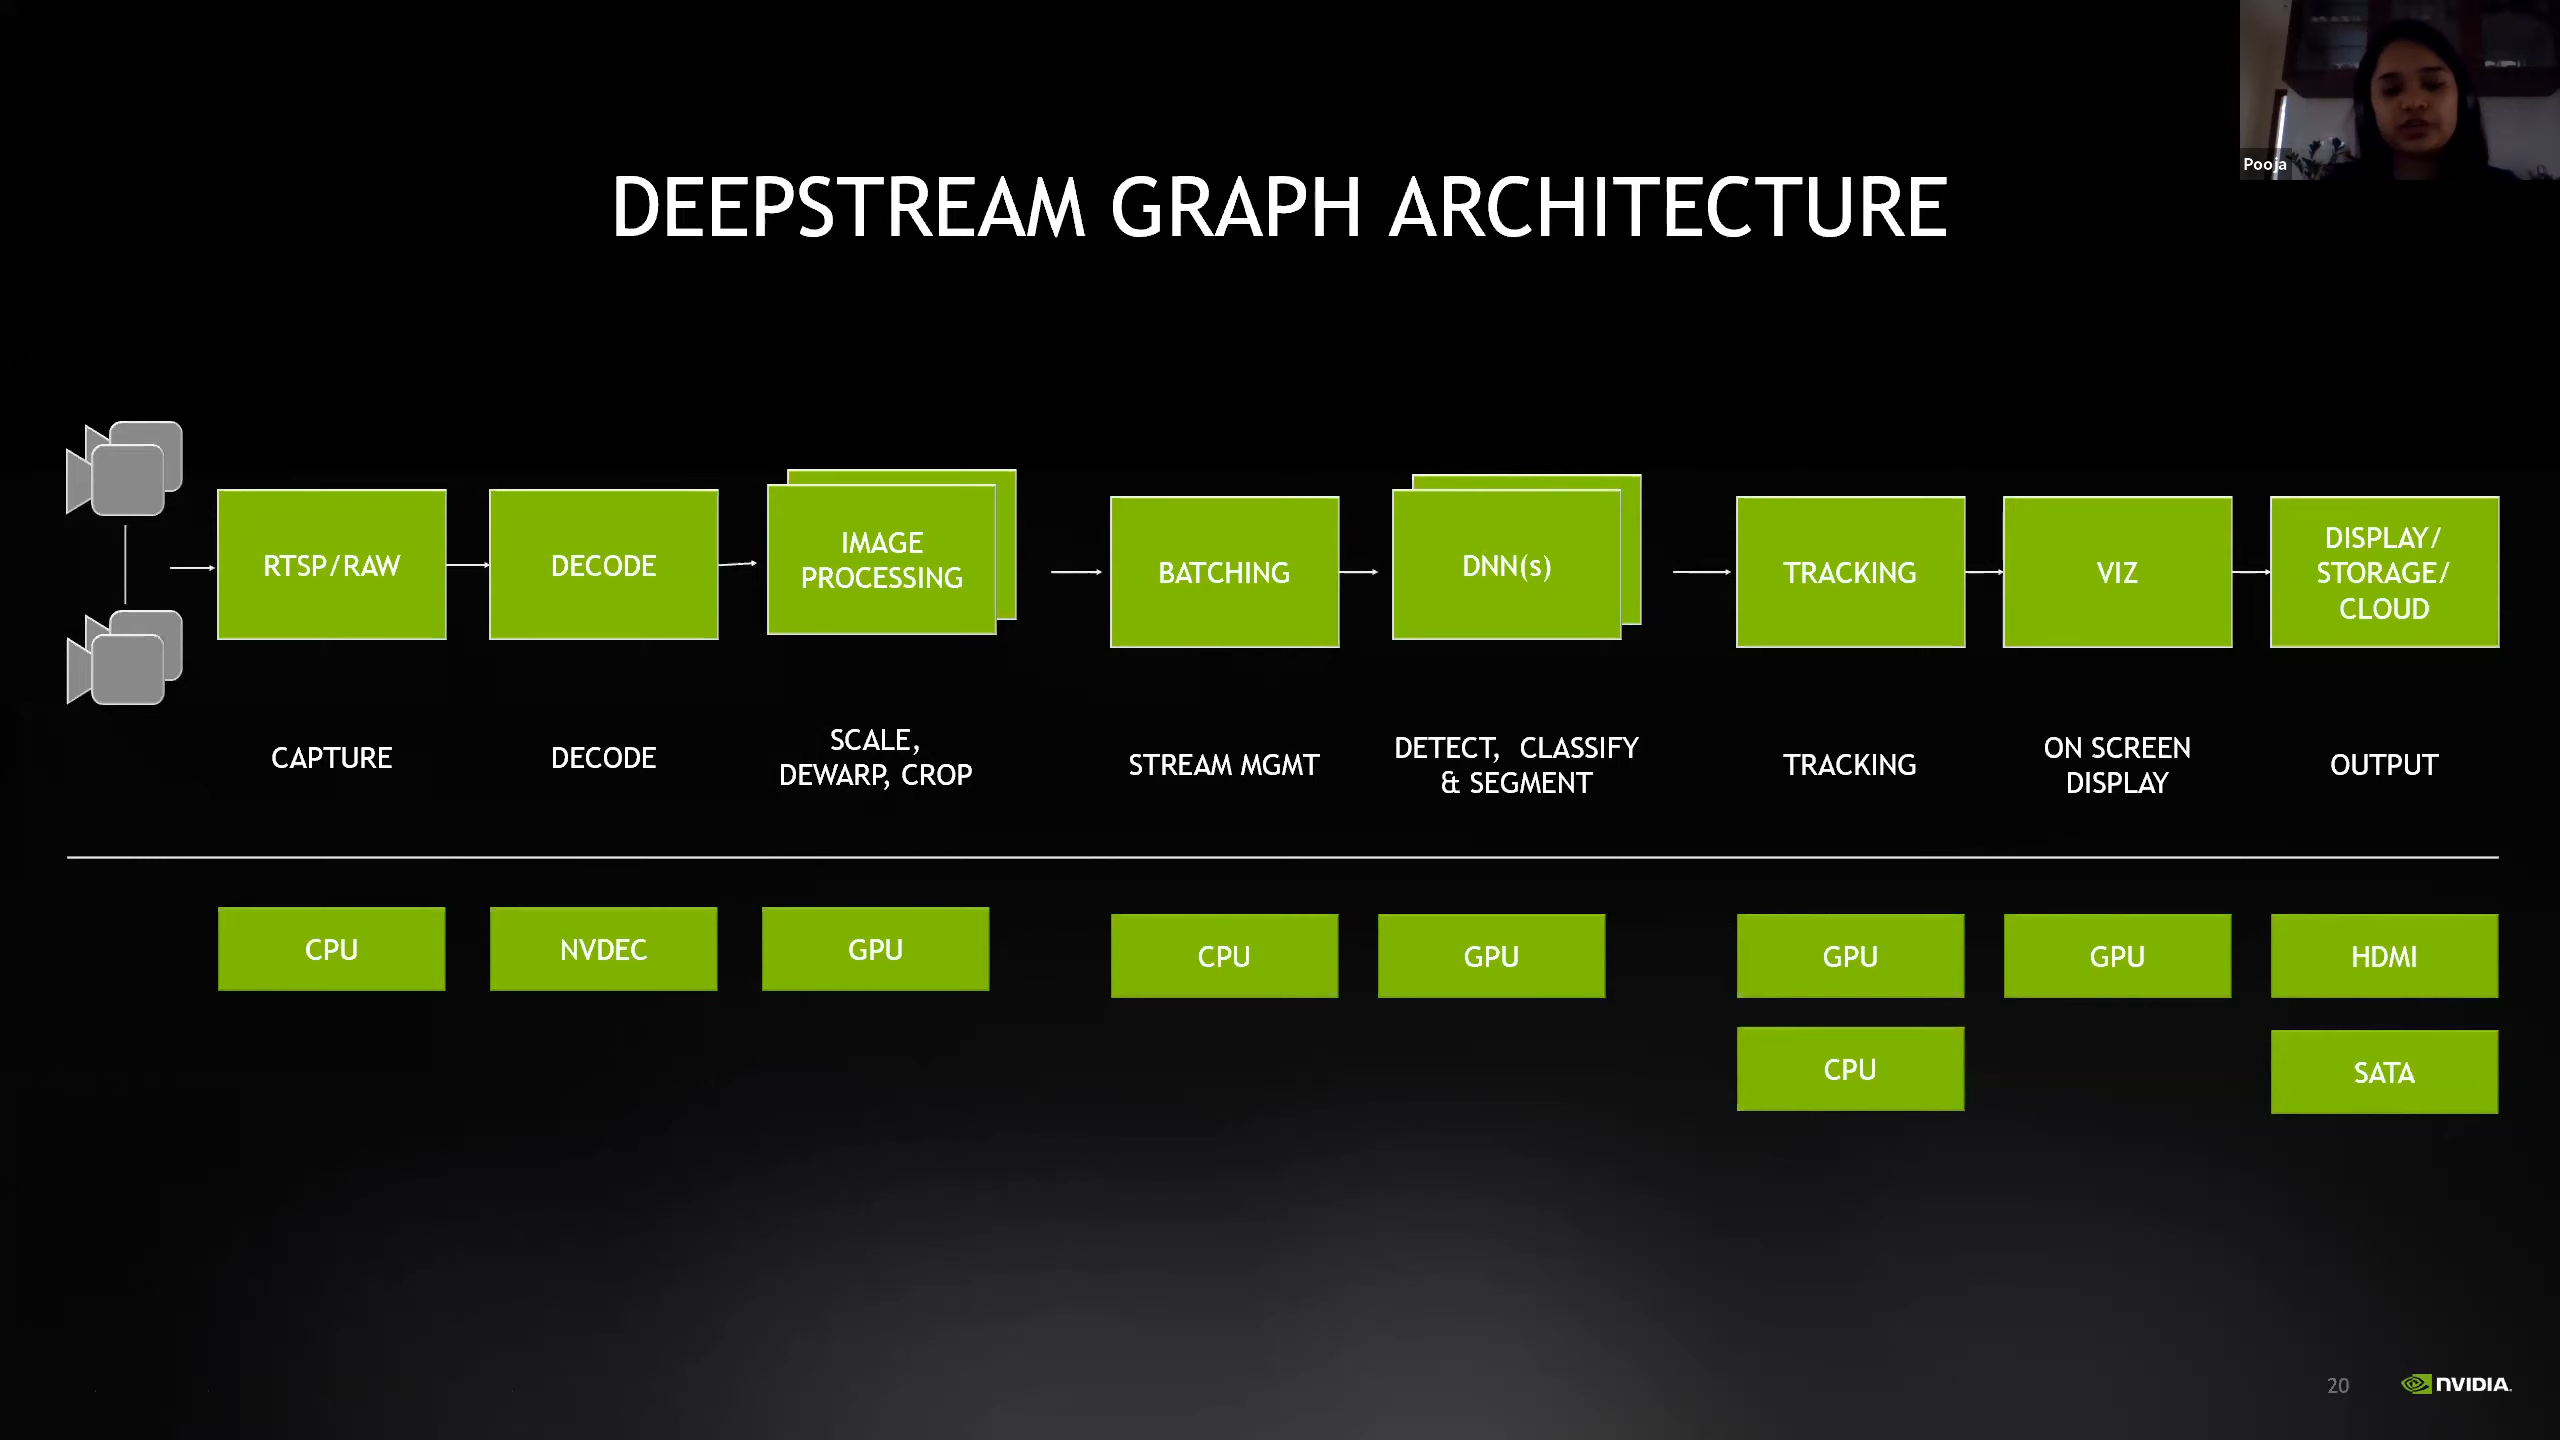 Pooja
DEEPSTREAM GRAPH ARCHITECTURE
RTSP/RAW
DECODE
IMAGE
PROCESSING
BATCHING
DNN(s)
TRACKING
VIZ
DISPLAY/
STORAGE/
CLOUD
CAPTURE
DECODE
SCALE,
DEWARP, CROP
STREAM MGMT
DETECT, CLASSIFY
& SEGMENT
TRACKING
ON SCREEN
DISPLAY
OUTPUT
CPU
NVDEC
GPU
CPU
GPU
GPU
GPU
HDMI
CPU
SATA
20
NVIDIA.